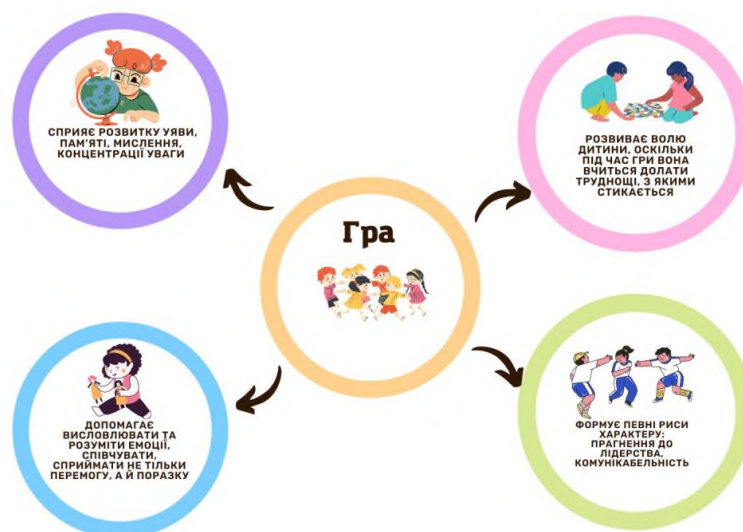 СПРИЯЄ РОЗВИТКУ УЯВИ,
ПАМ'ЯТІ, МИСЛЕННЯ,
КОНЦЕНТРАЦІЇ УВАГИ
РОЗВИВАЄ ВОЛЮ
ДИТИНИ, ОСКІЛЬКИ
ПІД ЧАС ГРИ ВОНА
ВЧИТЬСЯ ДОЛАТИ
ТРУДНОЩІ, З ЯКИМИ
СТИКАЄТЬСЯ
Гра
ДОПОМАГАЄ
ВИСЛОВЛЮВАТИ ТА
РОЗУМІТИ ЕМОЦІЇ,
СПІВЧУВАТИ,
СПРИЙМАТИ НЕ ТІЛЬКИ
ПЕРЕМОГУ, А Й ПОРАЗКУ
ФОРМУЄ ПЕВНІ РИСИ
ХАРАКТЕРУ:
ПРАГНЕННЯ ДО
ЛІДЕРСТВА,
КОМУНІКАБЕЛЬНІСТЬ